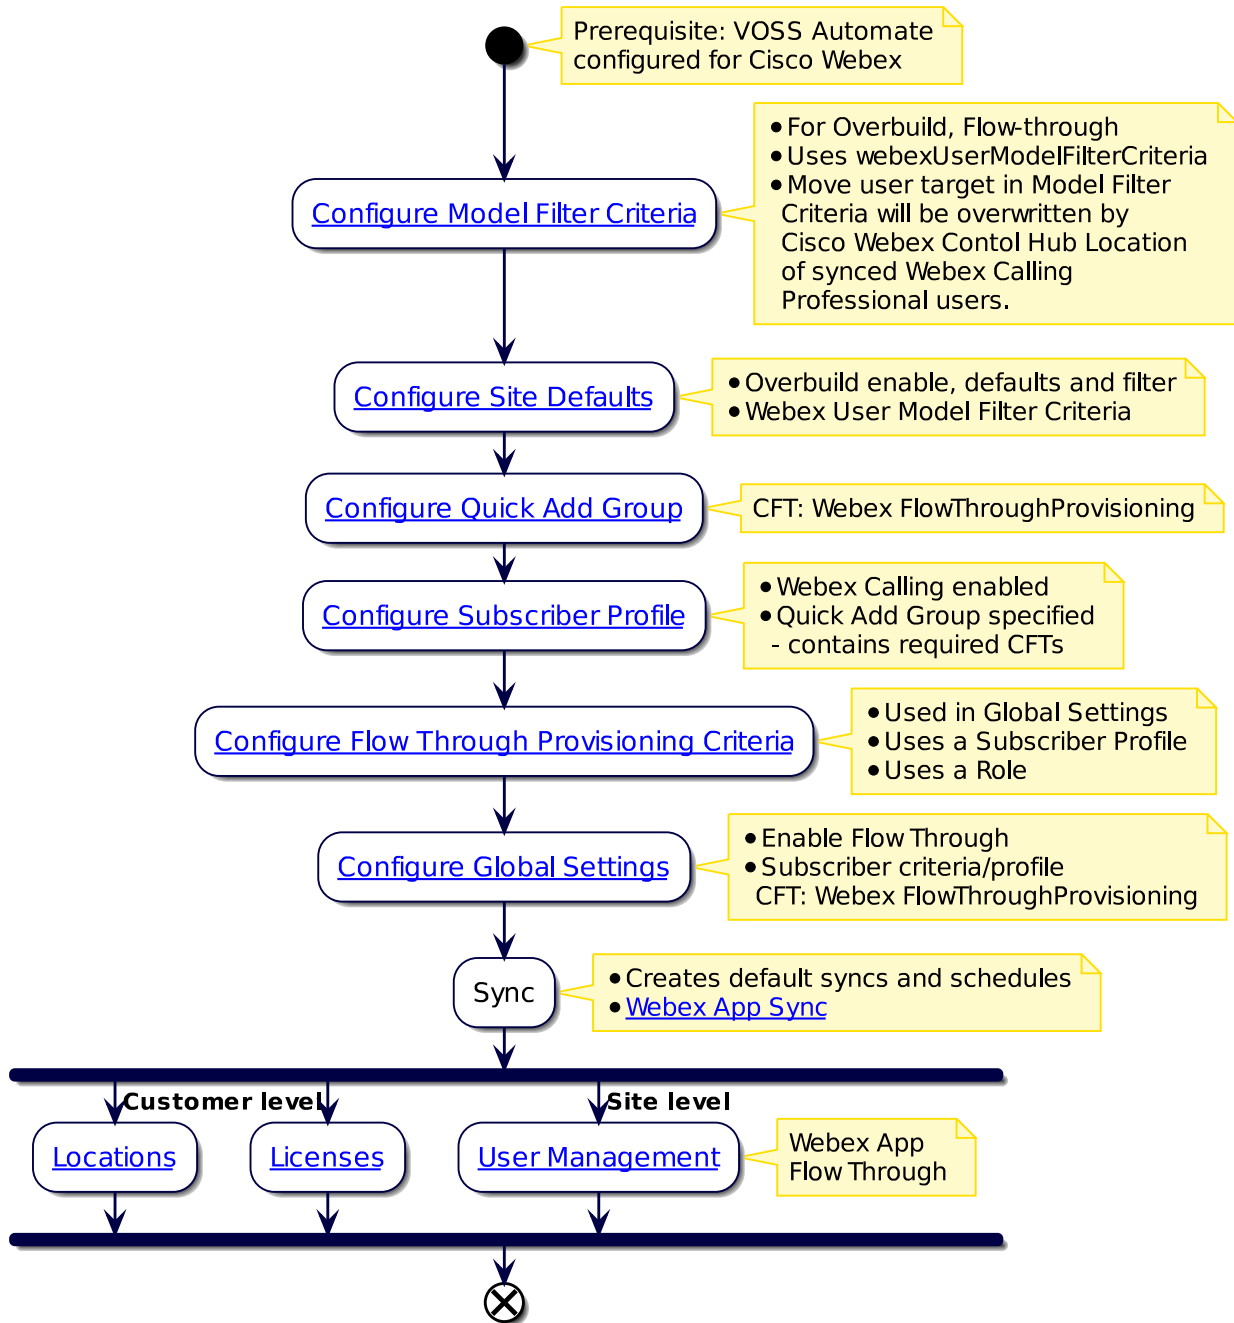 Prerequisite: VOSS Automate
configured for Cisco Webex
• For Overbuild, Flow-through
• Uses webexUserModelFilterCriteria
• Move user target in Model Filter
Criteria will be overwritten by
Cisco Webex Contol Hub Location
of synced Webex Calling
Professional users.
Configure Model Filter Criteria
Configure Site Defaults
• Overbuild enable, defaults and filter
• Webex User Model Filter Criteria
Configure Quick Add Group
CFT: Webex FlowThroughProvisioning
Configure Subscriber Profile
• Webex Calling enabled
• Quick Add Group specified
- contains required CFTs
Configure Flow Through Provisioning Criteria
• Used in Global Settings
• Uses a Subscriber Profile
• Uses a Role
Configure Global Settings
• Enable Flow Through
• Subscriber criteria/profile
CFT: Webex FlowThroughProvisioning
Sync
• Creates default syncs and schedules
• Webex App Sync
Customer level
Site level
Locations
Licenses
User Management
Webex App
Flow Through